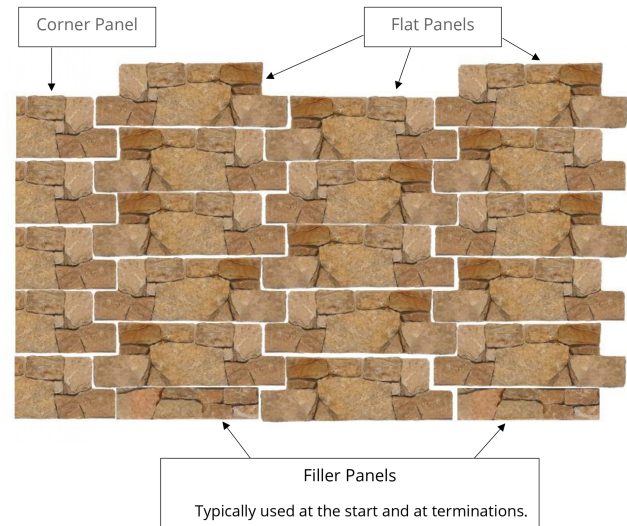 Corner Panel
Flat Panels
Filler Panels
Typically used at the start and at terminations.